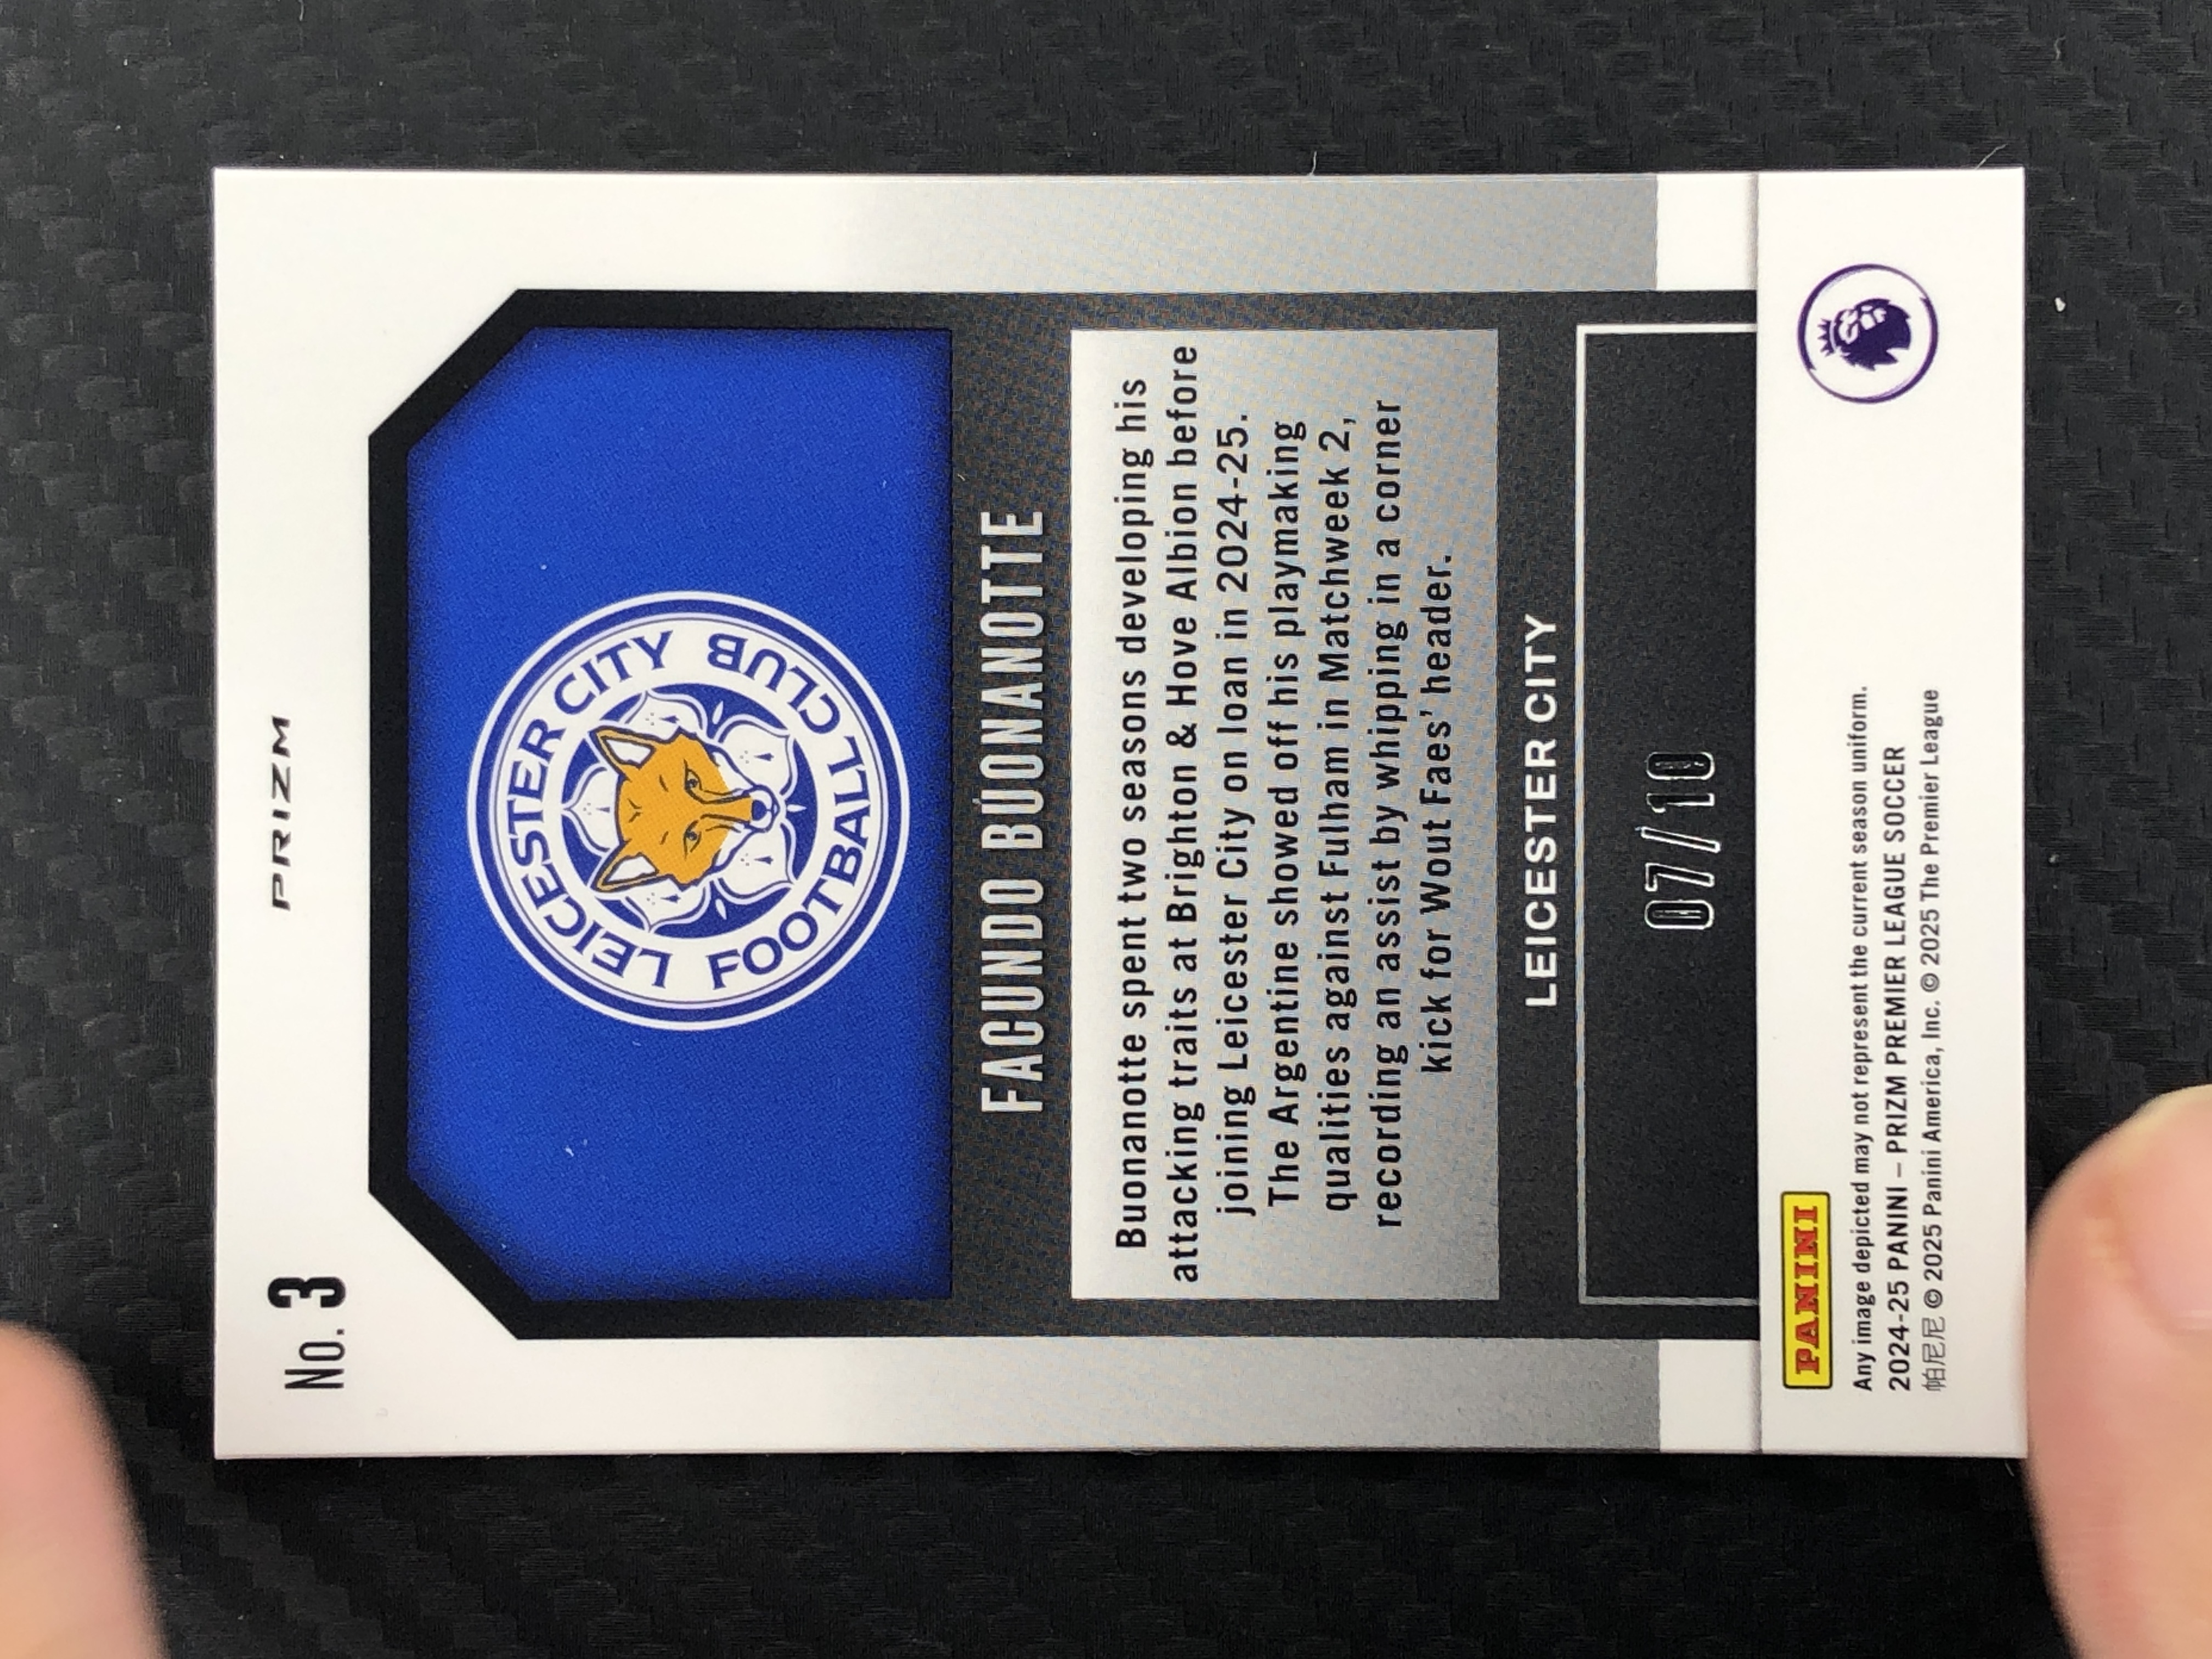 No. 3
PRIZM
LEICESTER CITY
FOOTBALL CLUB
FACUNDO BUONANOTTE
Buonanotte spent two seasons developing his
attacking traits at Brighton & Hove Albion before
joining Leicester City on loan in 2024-25.
The Argentine showed off his playmaking
qualities against Fulham in Matchweek 2,
recording an assist by whipping in a corner
kick for Wout Faes' header.
LEICESTER CITY
07/10
PANINI
Any image depicted may not represent the current season uniform.
2024-25 PANINI – PRIZM PREMIER LEAGUE SOCCER
帕尼尼 © 2025 Panini America, Inc. © 2025 The Premier League